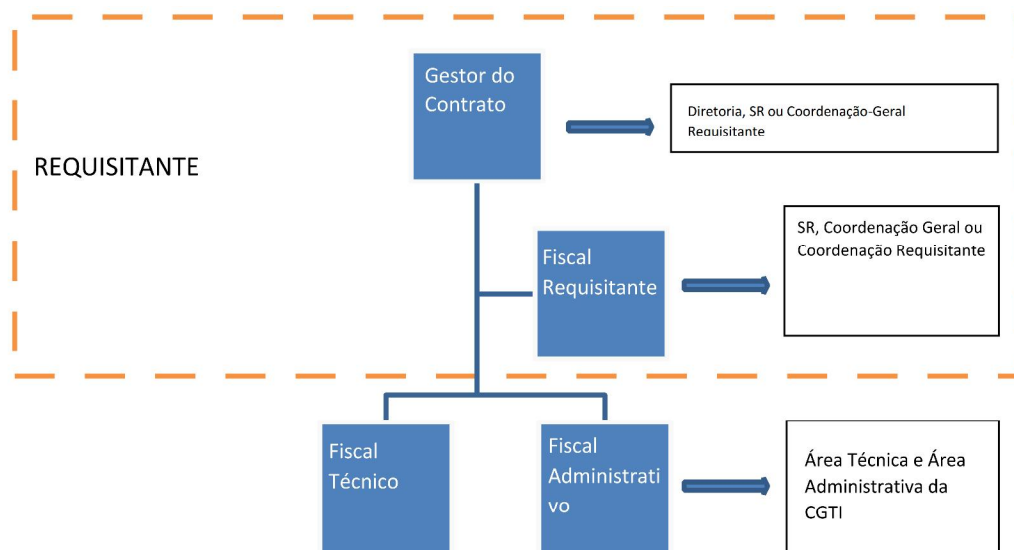 Gestor do
Contrato
Diretoria, SR ou Coordenação-Geral
Requisitante
REQUISITANTE
SR, Coordenação Geral ou
Coordenação Requisitante
Fiscal
Requisitante
Fiscal
Técnico
Fiscal
Administrati
vo
Área Técnica e Área
Administrativa da
CGTI